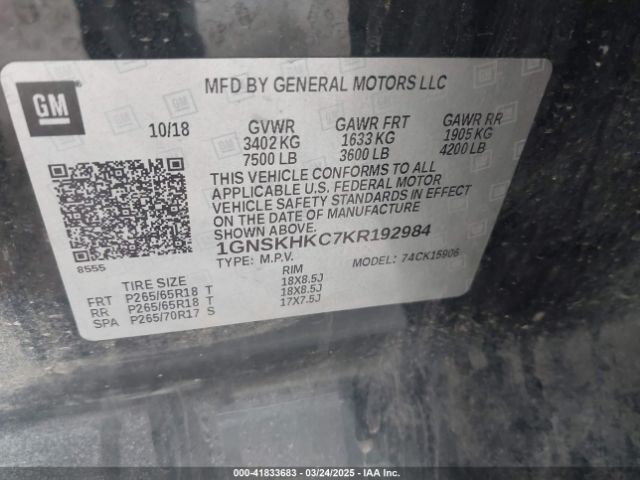 GM
MFD BY GENERAL MOTORS LLC
10/18 GVWR GAWR FRT GAWR RR
3402 KG 1633 KG 1905 KG
7500 LB 3600 LB 4200 LB
THIS VEHICLE CONFORMS TO ALL
APPLICABLE U.S. FEDERAL MOTOR
VEHICLE SAFETY STANDARDS IN EFFECT
ON THE DATE OF MANUFACTURE
SHOWN ABOVE.
1GNSKHKC7KR192984
8555 TYPE: M.P.V. MODEL: 74CK15906
TIRE SIZE RIM
FRT P265/65R18 T 18X8.5J
RR P265/65R18 T 18X8.5J
SPA P265/70R17 S 17X7.5J
000-41833683 - 03/24/2025 - IAA Inc.